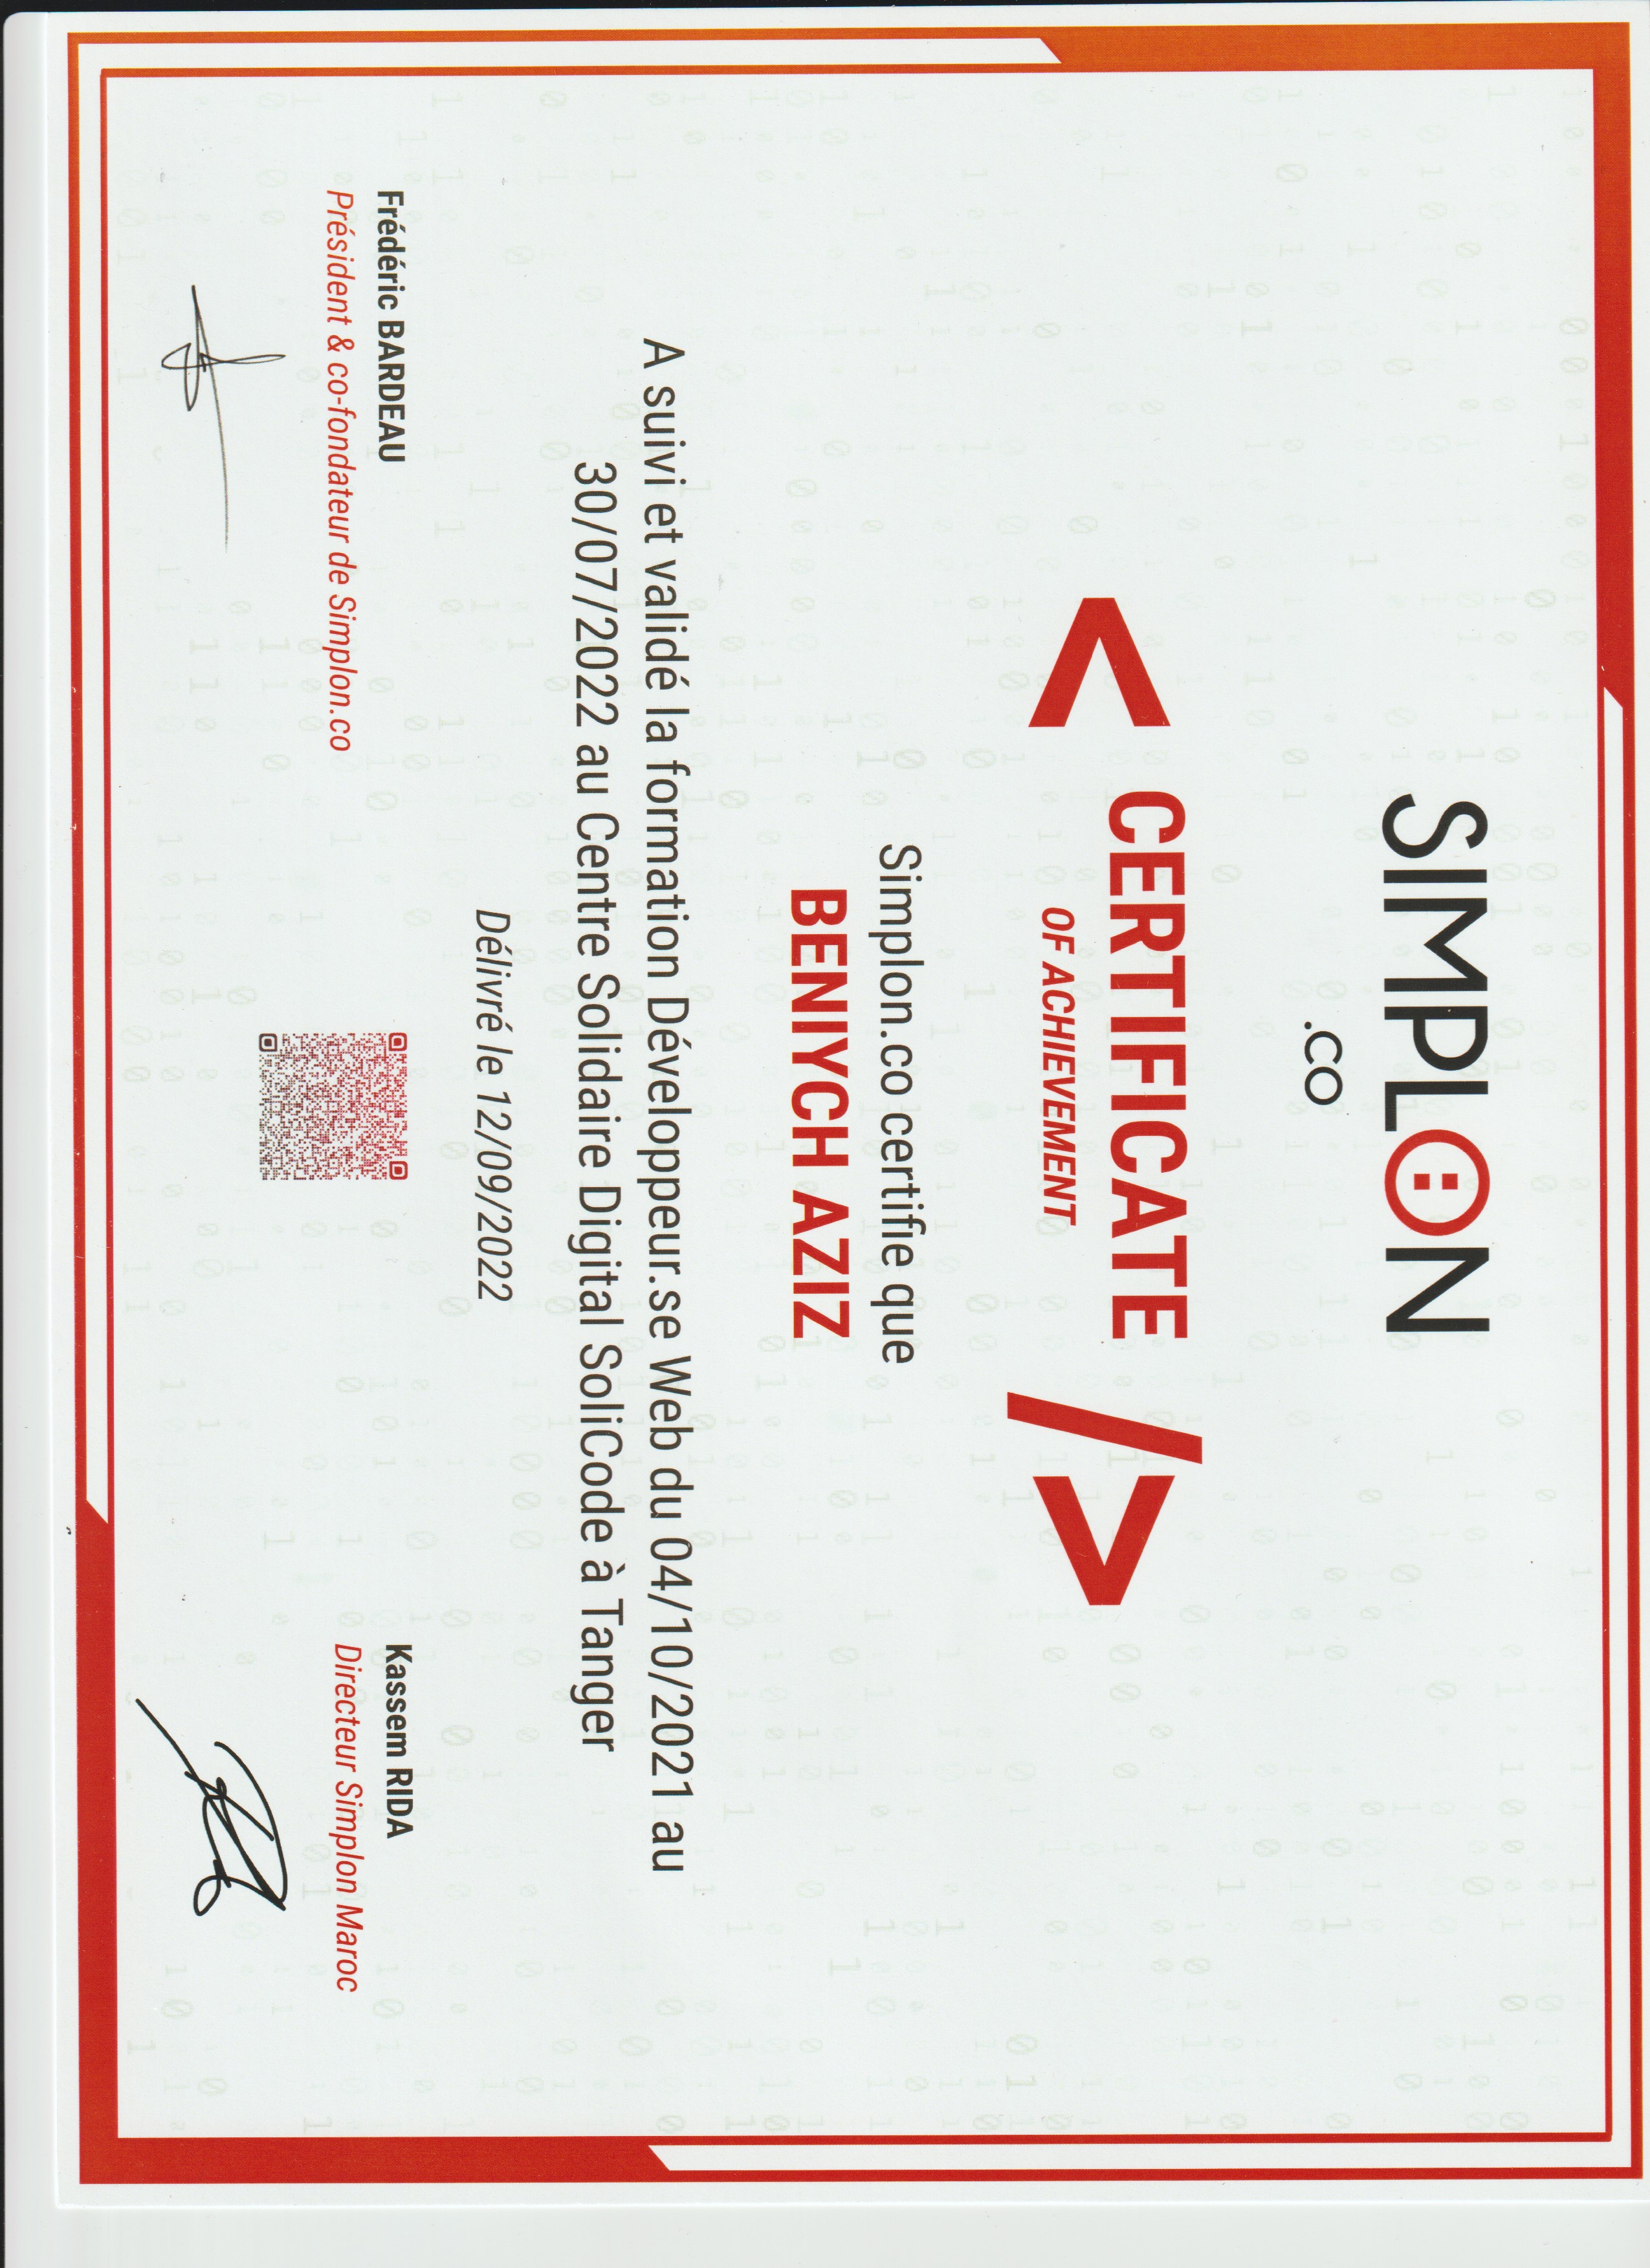 SIMPLON
.CO
< CERTIFICATE />
OF ACHIEVEMENT
Simplon.co certifie que
BENIYCH AZIZ
A suivi et validé la formation Développeur.se Web du 04/10/2021 au
30/07/2022 au Centre Solidaire Digital SoliCode à Tanger
Délivré le 12/09/2022
Frédéric BARDEAU
Président & co-fondateur de Simplon.co
Kassem RIDA
Directeur Simplon Maroc